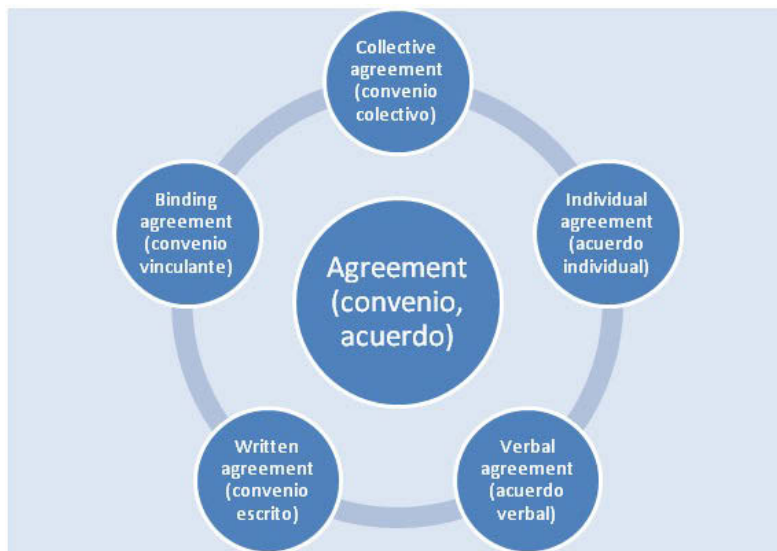 Collective
agreement
(convenio
colectivo)
Individual
agreement
(acuerdo
individual)
Verbal
agreement
(acuerdo
verbal)
Written
agreement
(convenio
escrito)
Binding
agreement
(convenio
vinculante)
Agreement
(convenio,
acuerdo)